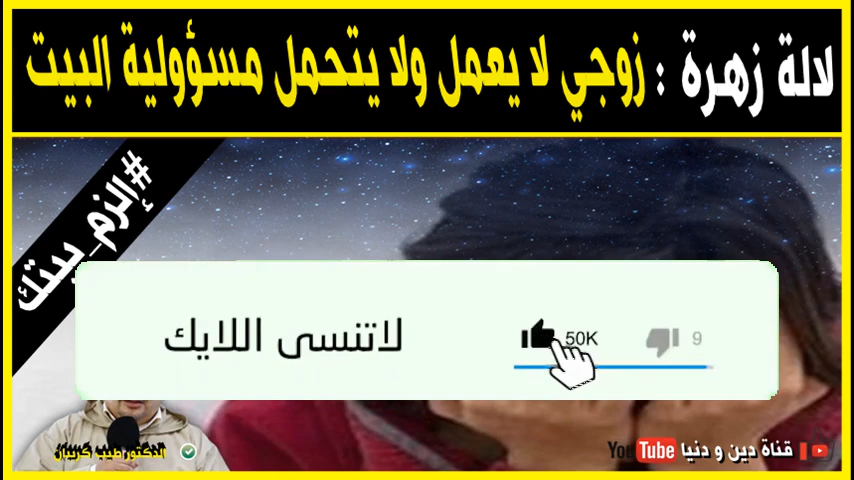 لالة زهرة : زوجي لا يعمل ولا يتحمل مسؤولية البيت
#إلزم_بيتك
لاتنسى اللايك
50K
9
الدكتور طيب كريبان
قناة دين و دنيا YouTube